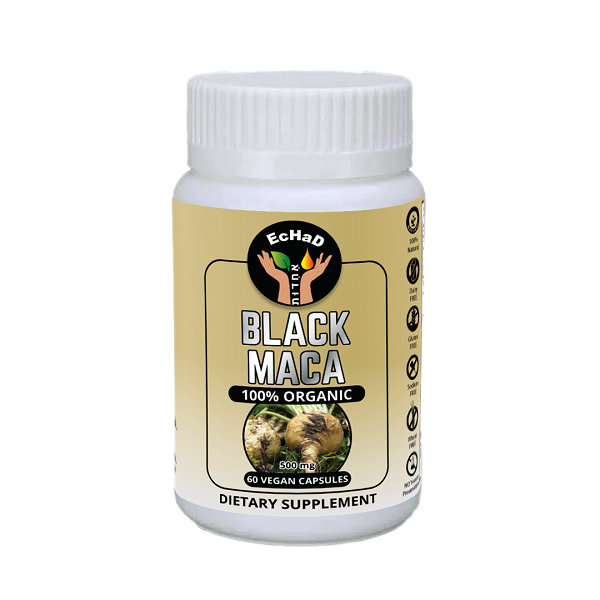 EcHaD
BLACK
MACA
100% ORGANIC
500 mg
60 VEGAN CAPSULES
DIETARY SUPPLEMENT
100%
Natural
Dairy
FREE
Gluten
FREE
Sodium
FREE
Wheat
FREE